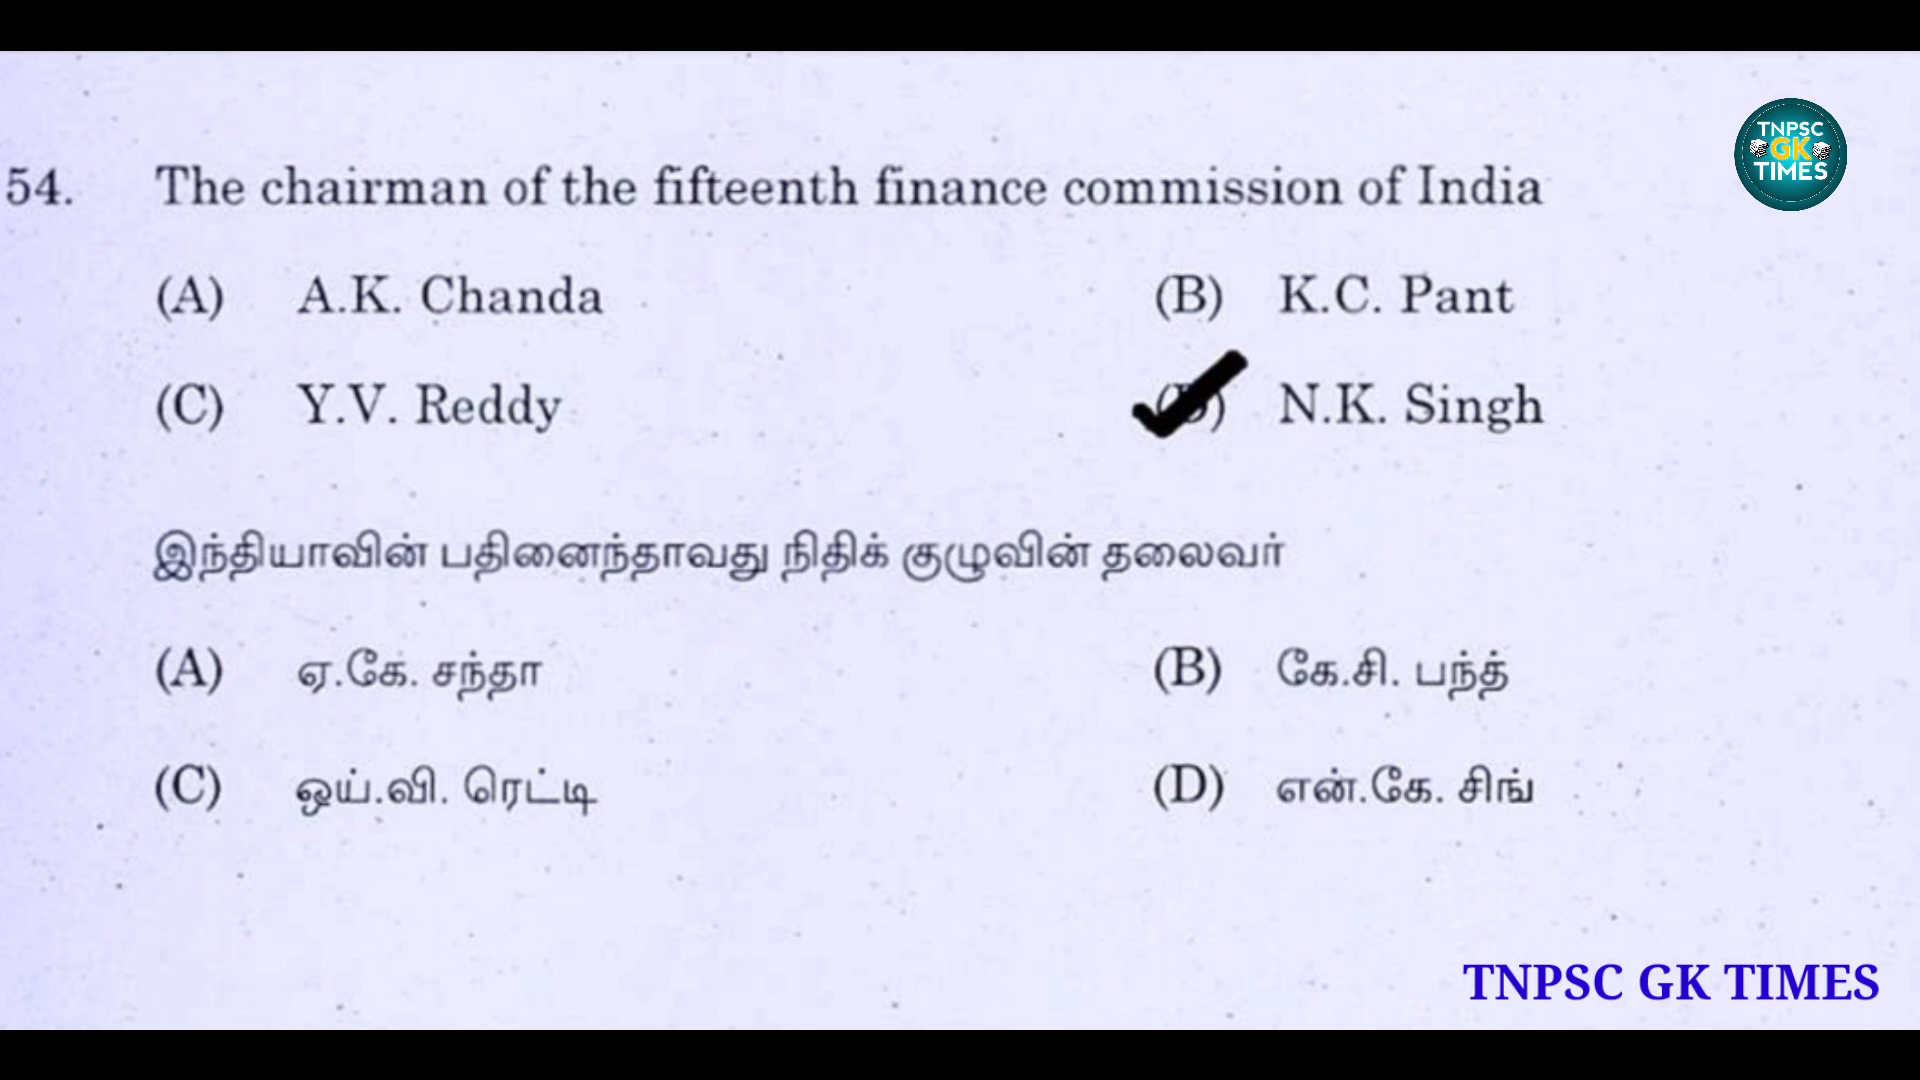 TNPSC
GK
TIMES
54. The chairman of the fifteenth finance commission of India
(A) A.K. Chanda (B) K.C. Pant
(C) Y.V. Reddy (D) N.K. Singh
இந்தியாவின் பதினைந்தாவது நிதிக் குழுவின் தலைவர்
(A) ஏ.கே. சந்தா (B) கே.சி. பந்த்
(C) ஒய்.வி. ரெட்டி (D) என்.கே. சிங்
TNPSC GK TIMES